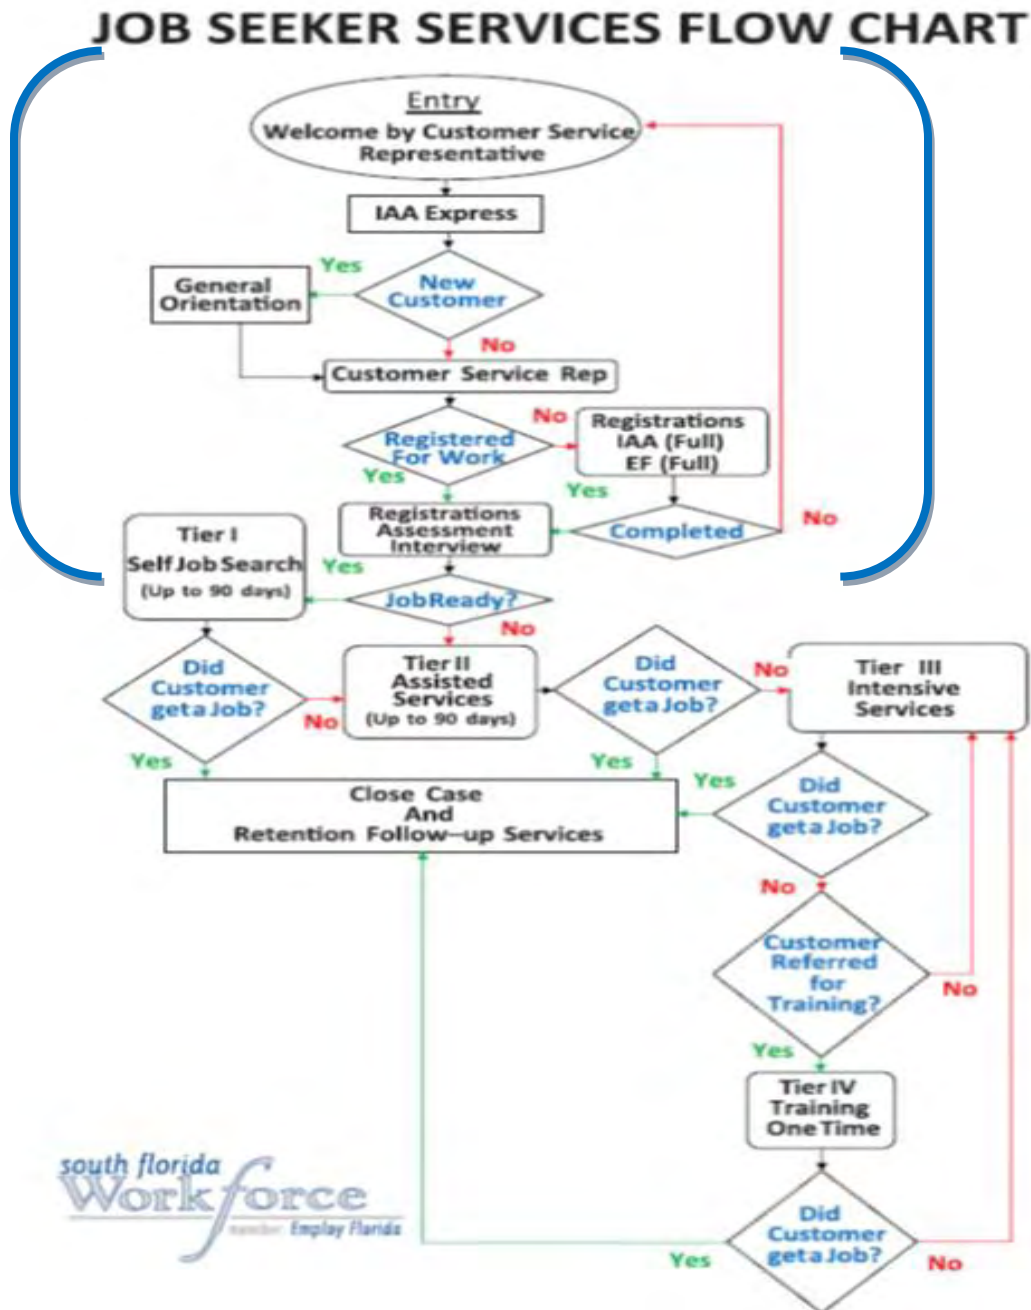 JOB SEEKER SERVICES FLOW CHART
Entry
Welcome by Customer Service
Representative
IAA Express
Yes
New
Customer
General
Orientation
No
Customer Service Rep
No
Registered
For Work
Registrations
IAA (Full)
EF (Full)
Yes
Yes
Completed
No
Registrations
Assessment
Interview
Tier I
Self Job Search
(Up to 90 days)
Yes
Job Ready?
No
Did
Customer
get a Job?
No
Tier II
Assisted
Services
(Up to 90 days)
Did
Customer
get a Job?
No
Tier III
Intensive
Services
Yes
Yes
Yes
Close Case
And
Retention Follow-up Services
Did
Customer
get a Job?
No
Customer
Referred
for
Training?
No
Yes
Tier IV
Training
One Time
Did
Customer
get a Job?
Yes
No
south florida
Workforce
member: Employ Florida